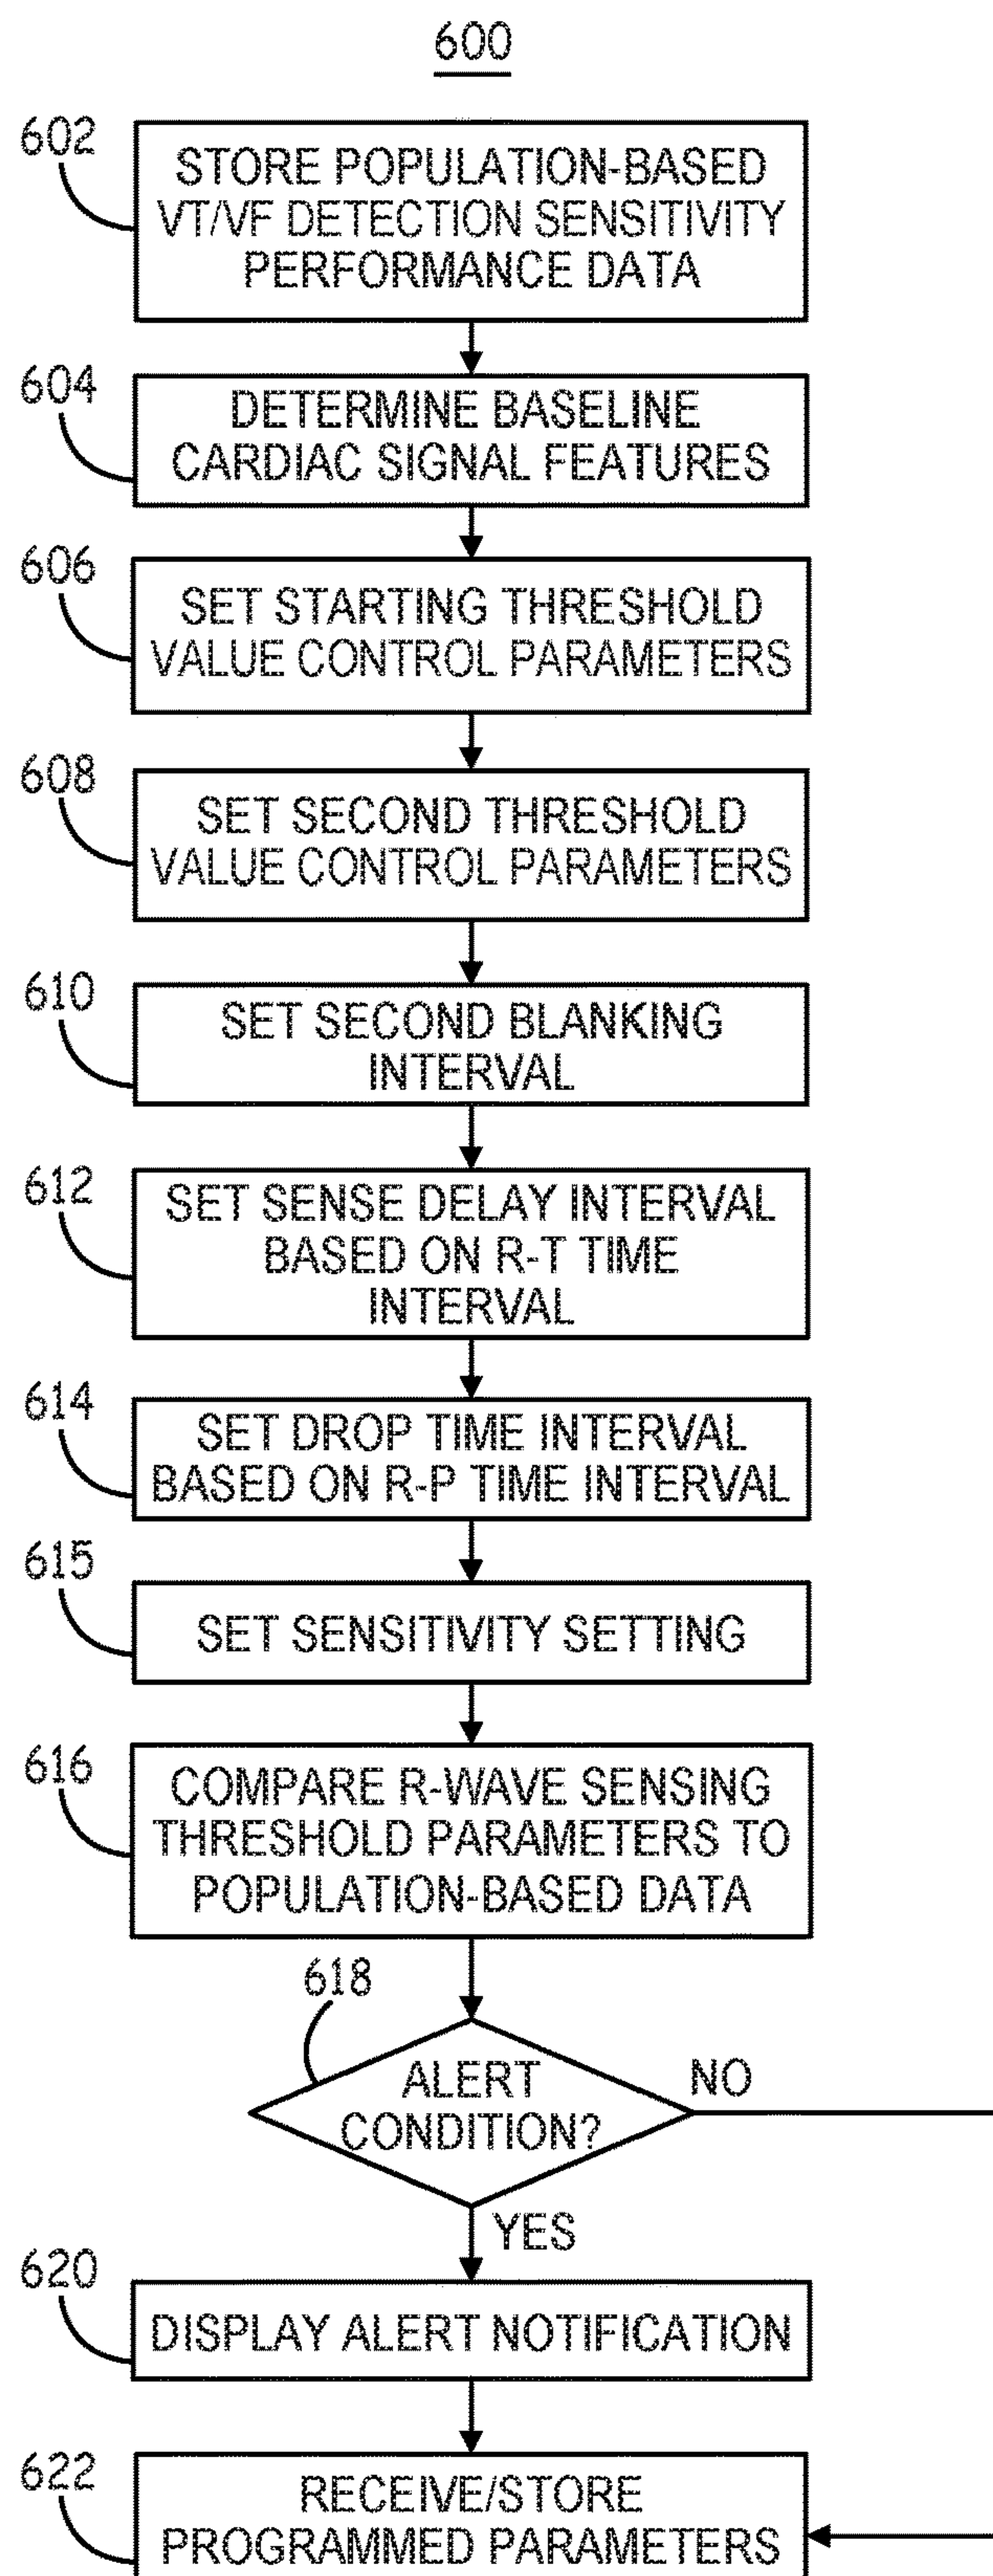 600
602
STORE POPULATION-BASED
VT/VF DETECTION SENSITIVITY
PERFORMANCE DATA
604
DETERMINE BASELINE
CARDIAC SIGNAL FEATURES
606
SET STARTING THRESHOLD
VALUE CONTROL PARAMETERS
608
SET SECOND THRESHOLD
VALUE CONTROL PARAMETERS
610
SET SECOND BLANKING
INTERVAL
612
SET SENSE DELAY INTERVAL
BASED ON R-T TIME
INTERVAL
614
SET DROP TIME INTERVAL
BASED ON R-P TIME INTERVAL
615
SET SENSITIVITY SETTING
616
COMPARE R-WAVE SENSING
THRESHOLD PARAMETERS TO
POPULATION-BASED DATA
618
ALERT
CONDITION?
NO
YES
620
DISPLAY ALERT NOTIFICATION
622
RECEIVE/STORE
PROGRAMMED PARAMETERS